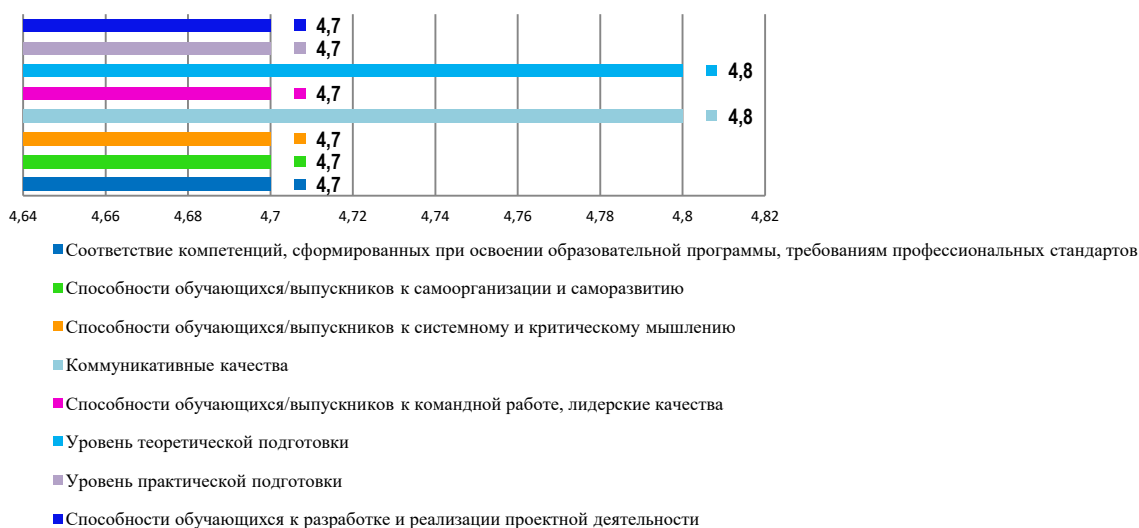 4,7
4,7
4,8
4,7
4,8
4,7
4,7
4,7
4,64 4,66 4,68 4,7 4,72 4,74 4,76 4,78 4,8 4,82
Соответствие компетенций, сформированных при освоении образовательной программы, требованиям профессиональных стандартов
Способности обучающихся/выпускников к самоорганизации и саморазвитию
Способности обучающихся/выпускников к системному и критическому мышлению
Коммуникативные качества
Способности обучающихся/выпускников к командной работе, лидерские качества
Уровень теоретической подготовки
Уровень практической подготовки
Способности обучающихся к разработке и реализации проектной деятельности